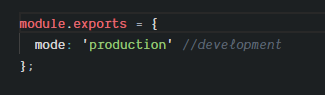 module.exports = {
  mode: 'production' //development
};